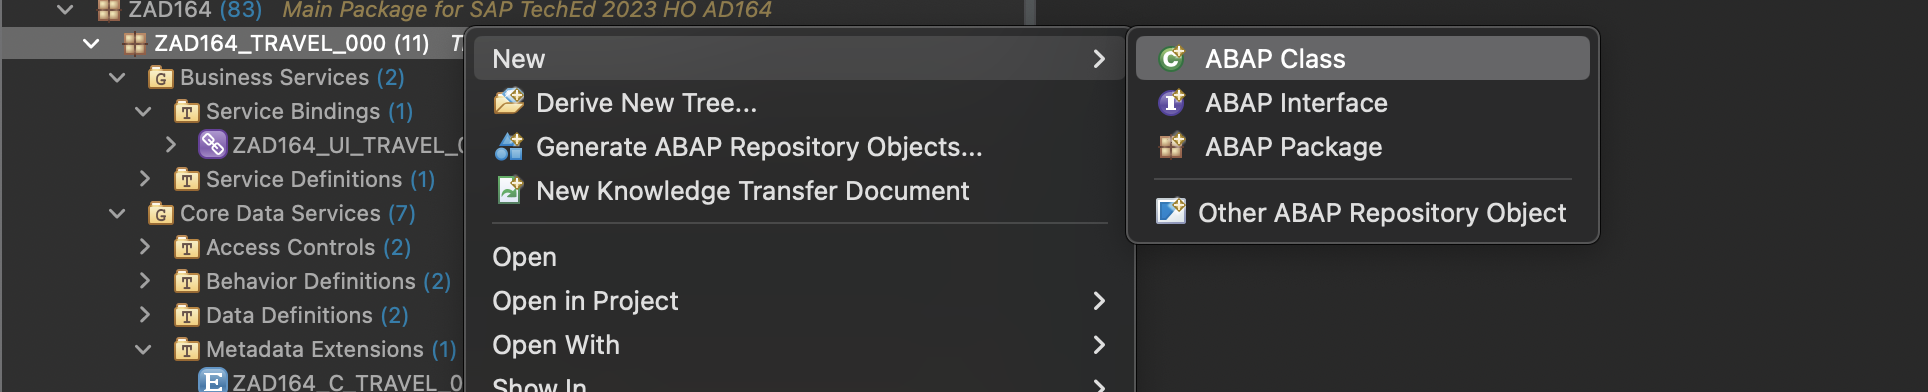 ZAD164 (83) Main Package for SAP TechEd 2023 HO AD164
ZAD164_TRAVEL_000 (11)
Business Services (2)
Service Bindings (1)
ZAD164_UI_TRAVEL_0
Service Definitions (1)
Core Data Services (7)
Access Controls (2)
Behavior Definitions (2)
Data Definitions (2)
Metadata Extensions (1)
ZAD164_C_TRAVEL_0
New
Derive New Tree...
Generate ABAP Repository Objects...
New Knowledge Transfer Document
Open
Open in Project
Open With
Show In
ABAP Class
ABAP Interface
ABAP Package
Other ABAP Repository Object